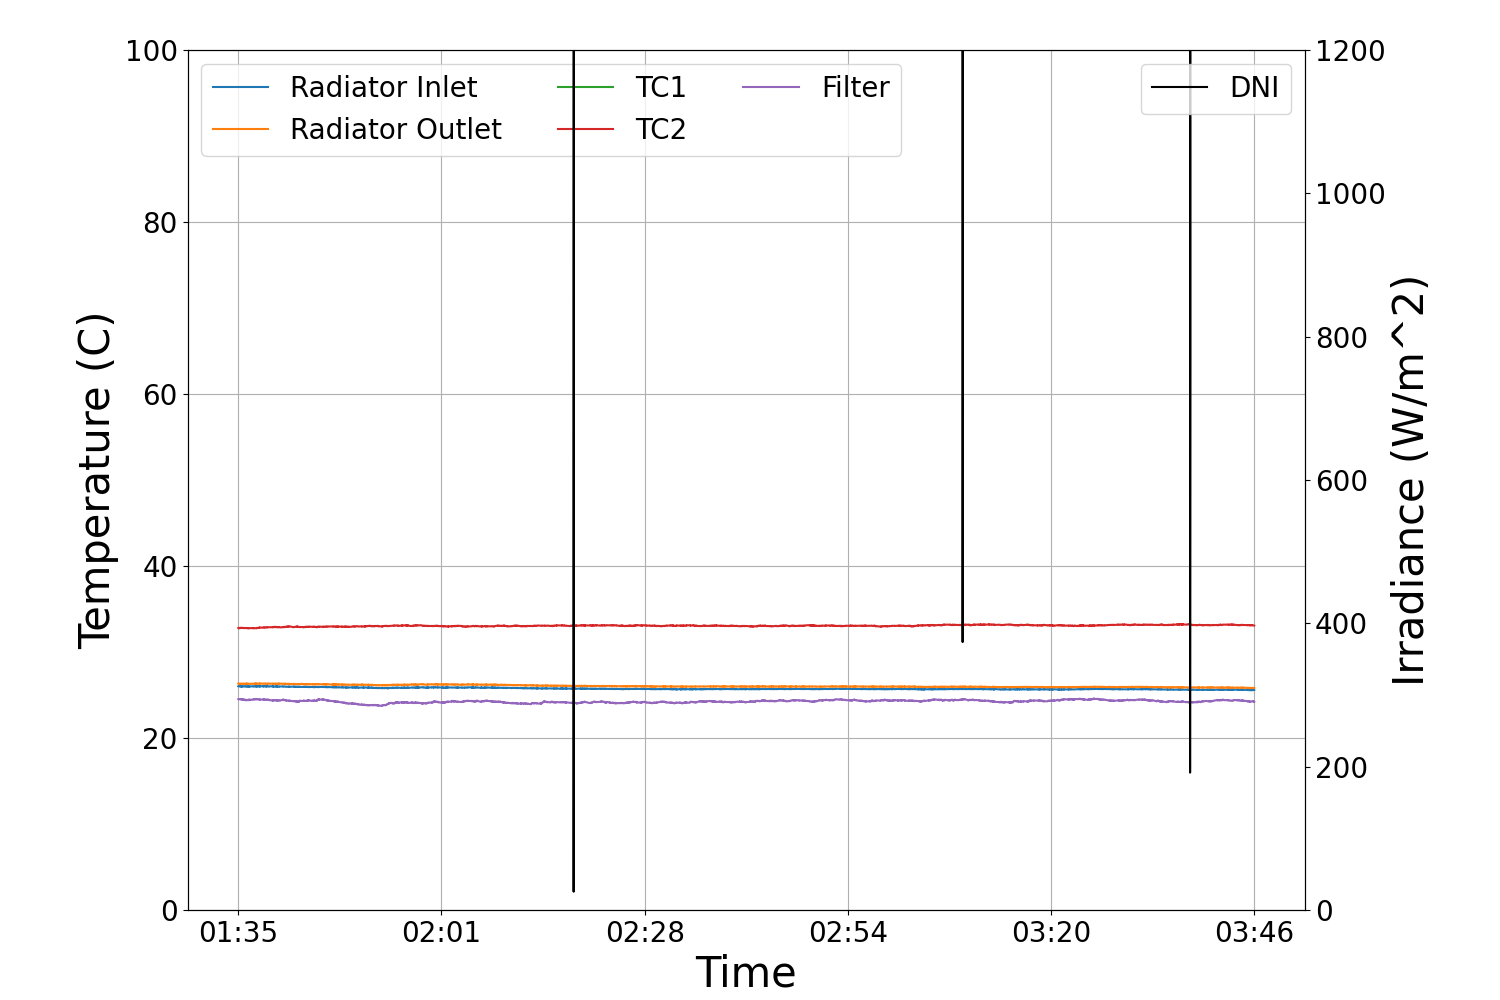 100
80
60
40
20
0
Temperature (C)
Radiator Inlet
Radiator Outlet
TC1
TC2
Filter
DNI
1200
1000
800
600
400
200
0
Irradiance (W/m^2)
01:35
02:01
02:28
02:54
03:20
03:46
Time